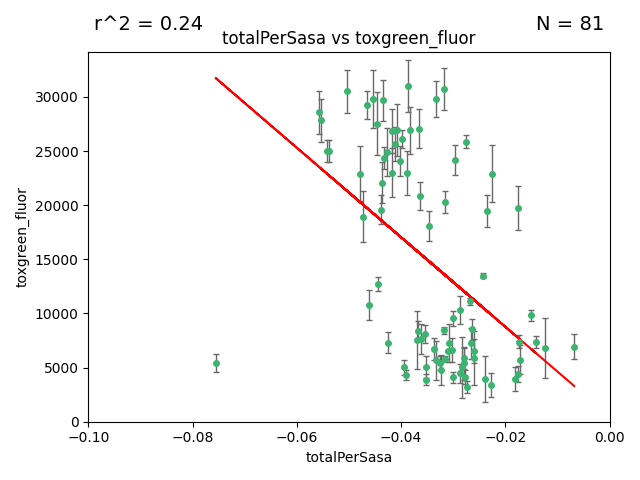 r^2 = 0.24
N = 81
totalPerSasa vs toxgreen_fluor
toxgreen_fluor
30000
25000
20000
15000
10000
5000
0
−0.10
−0.08
−0.06
−0.04
−0.02
0.00
totalPerSasa